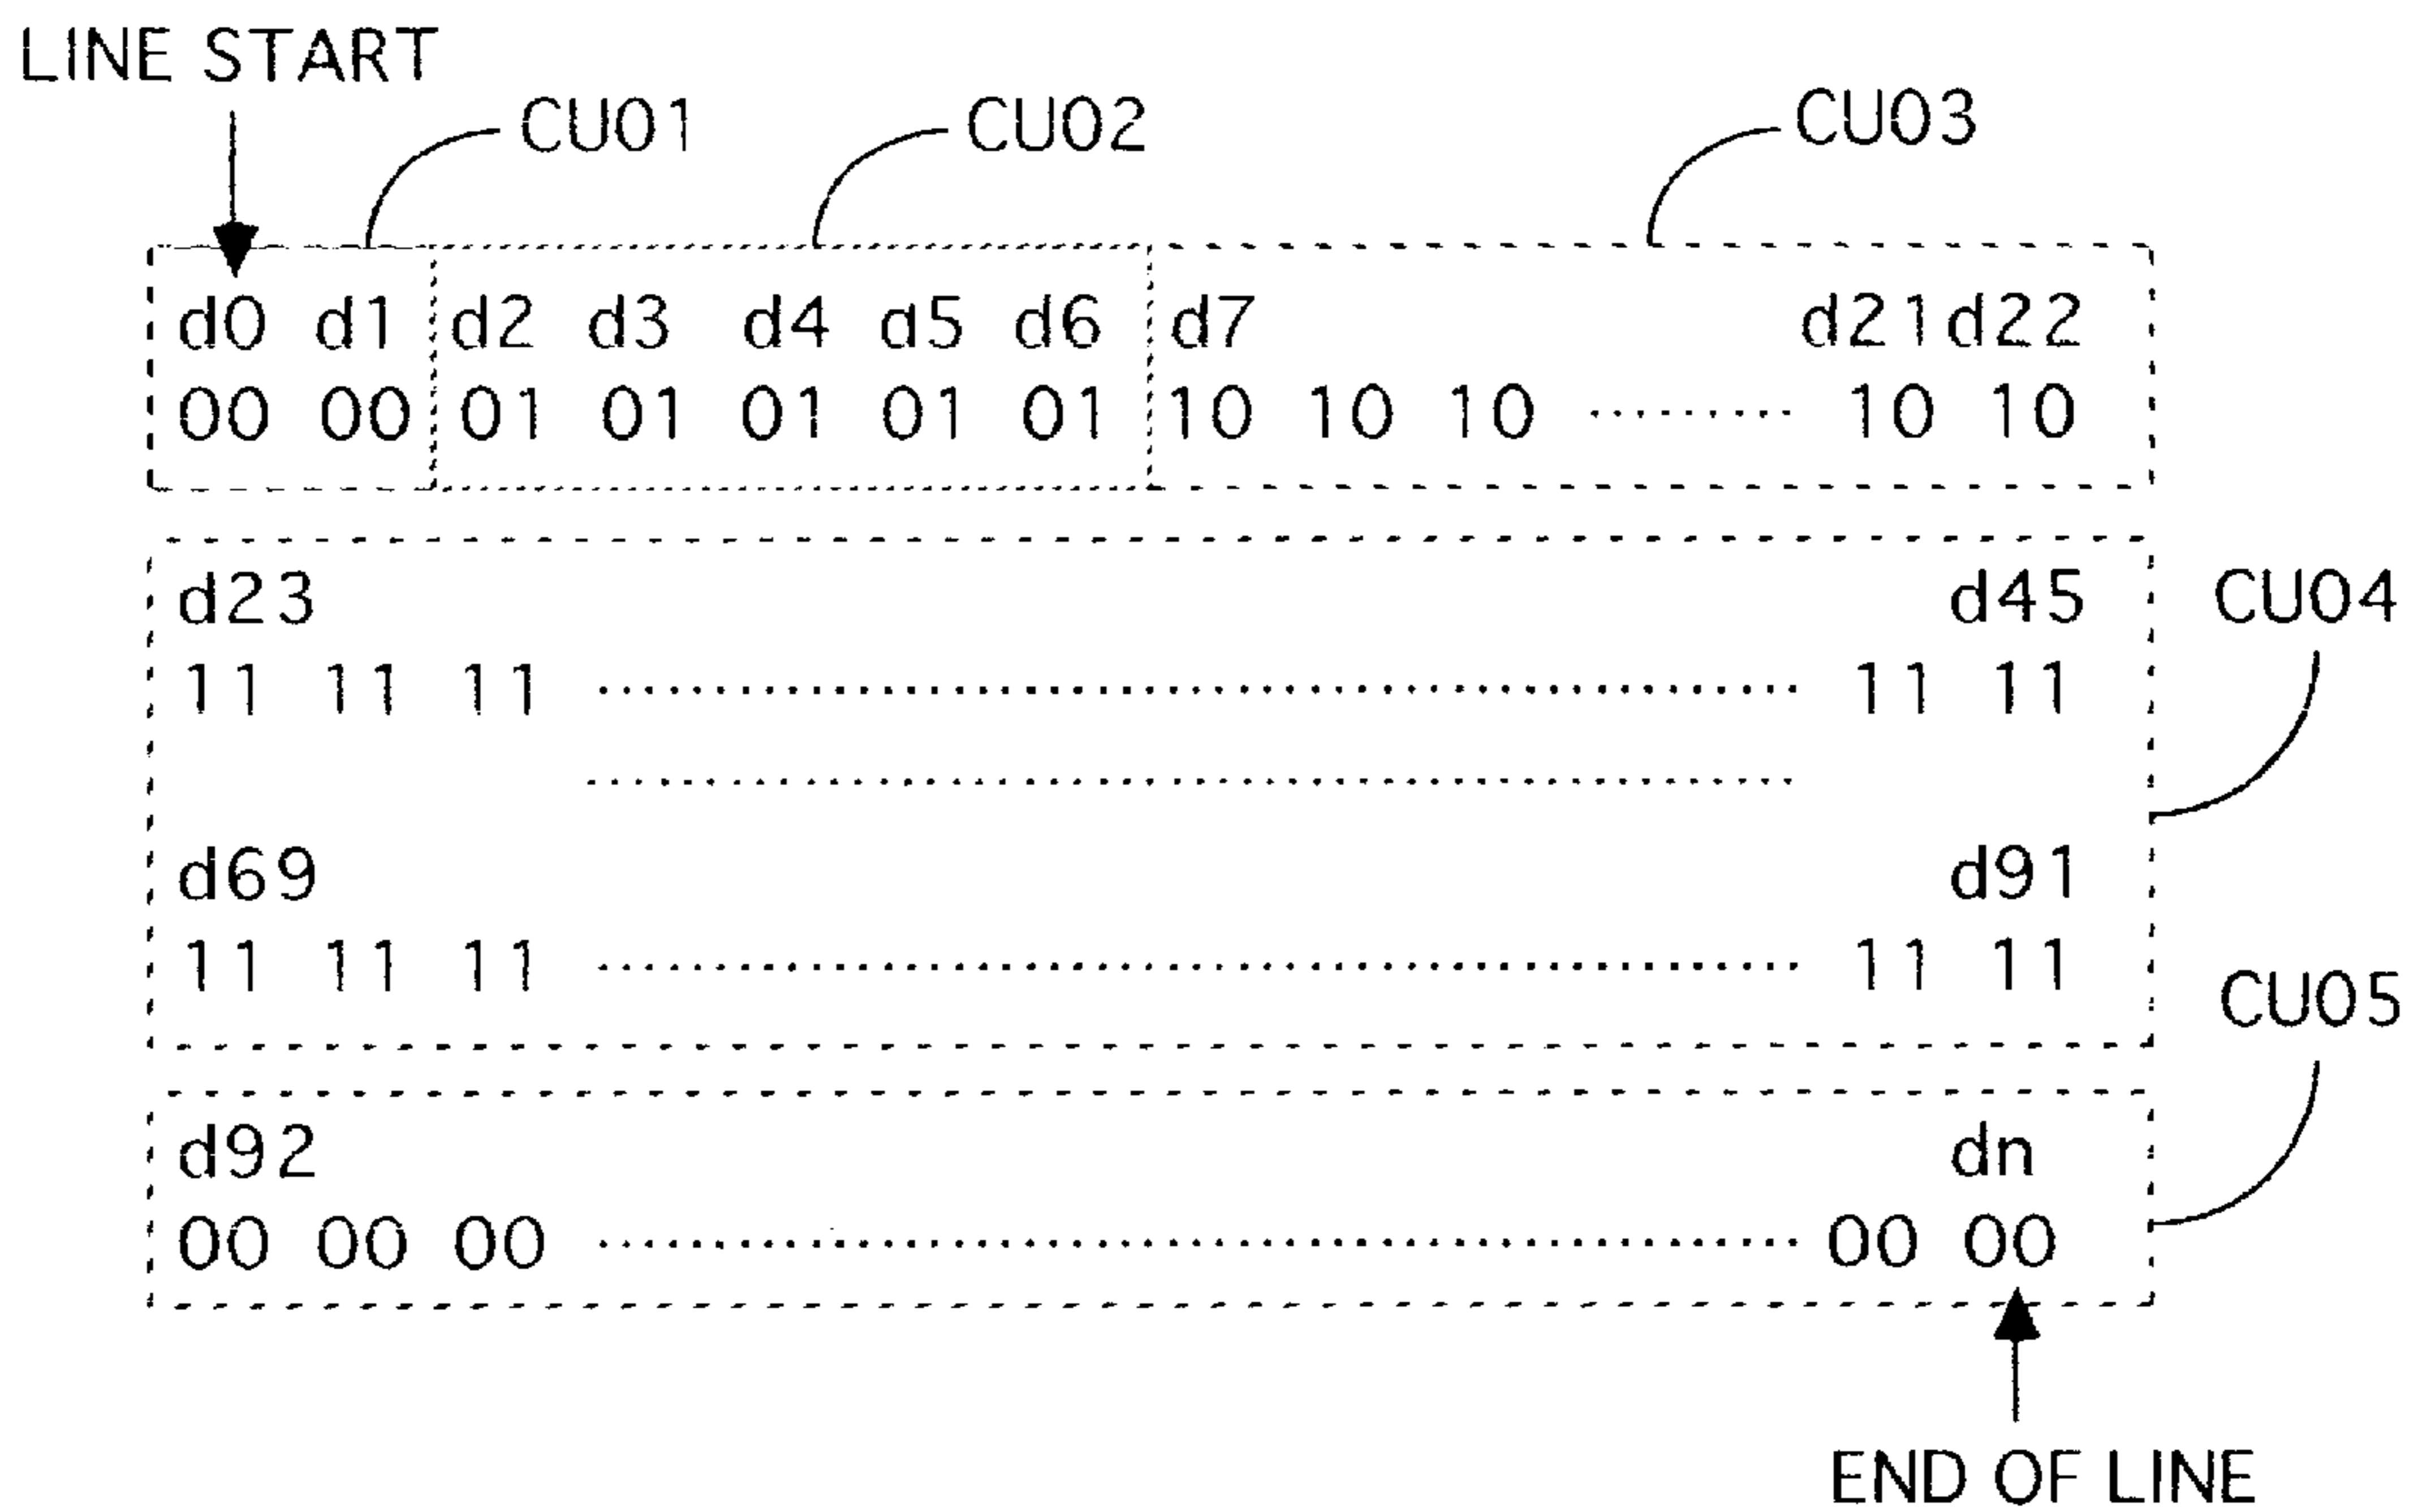 LINE START
CU01 CU02 CU03
d0 d1 d2 d3 d4 d5 d6 d7 d21 d22
00 00 01 01 01 01 01 10 10 10 ........ 10 10
d23 d45 CU04
11 11 11 ........ 11 11
........
d69 d91
11 11 11 ........ 11 11
CU05
d92 dn
00 00 00 ........ 00 00
END OF LINE